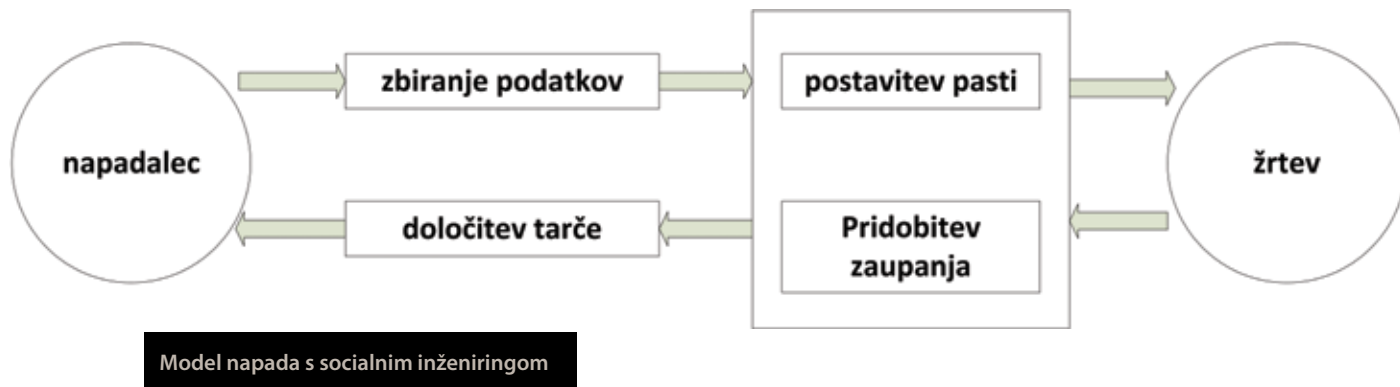 napadalec
zbiranje podatkov
postavitev pasti
žrtev
določitev tarče
Pridobitev
zaupanja
Model napada s socialnim inženiringom